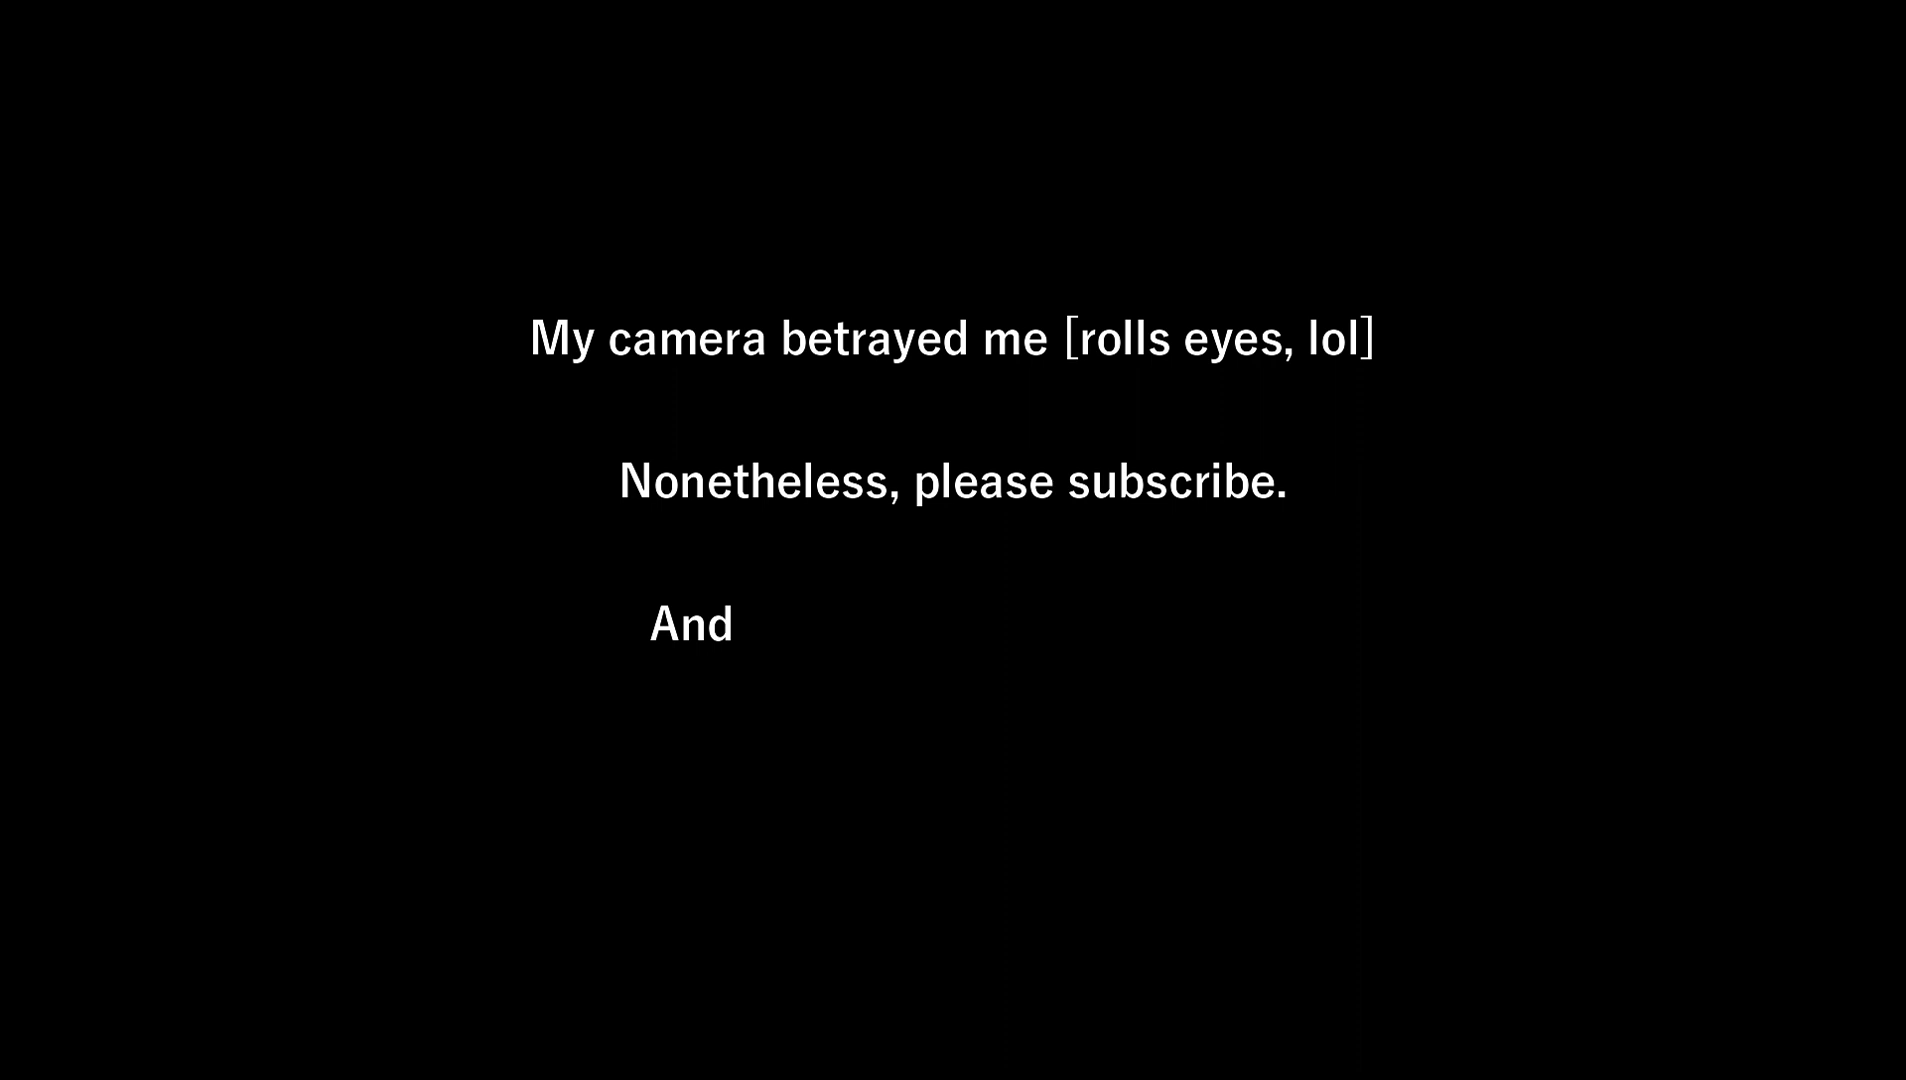 My camera betrayed me [rolls eyes, lol]
Nonetheless, please subscribe.
And